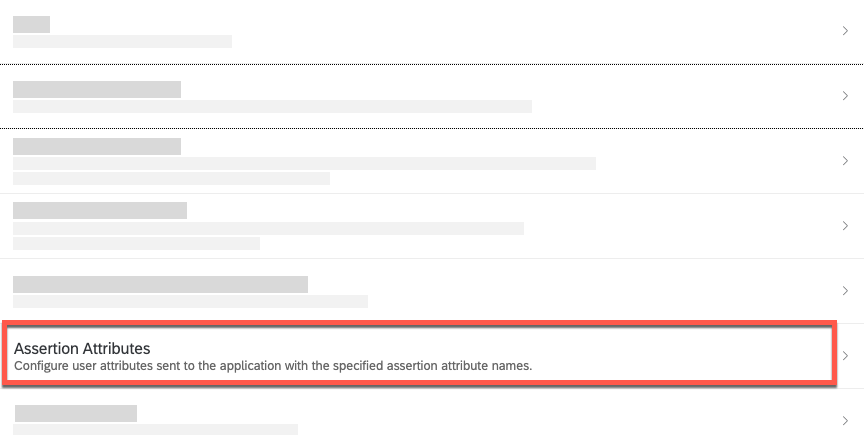 Assertion Attributes
Configure user attributes sent to the application with the specified assertion attribute names.